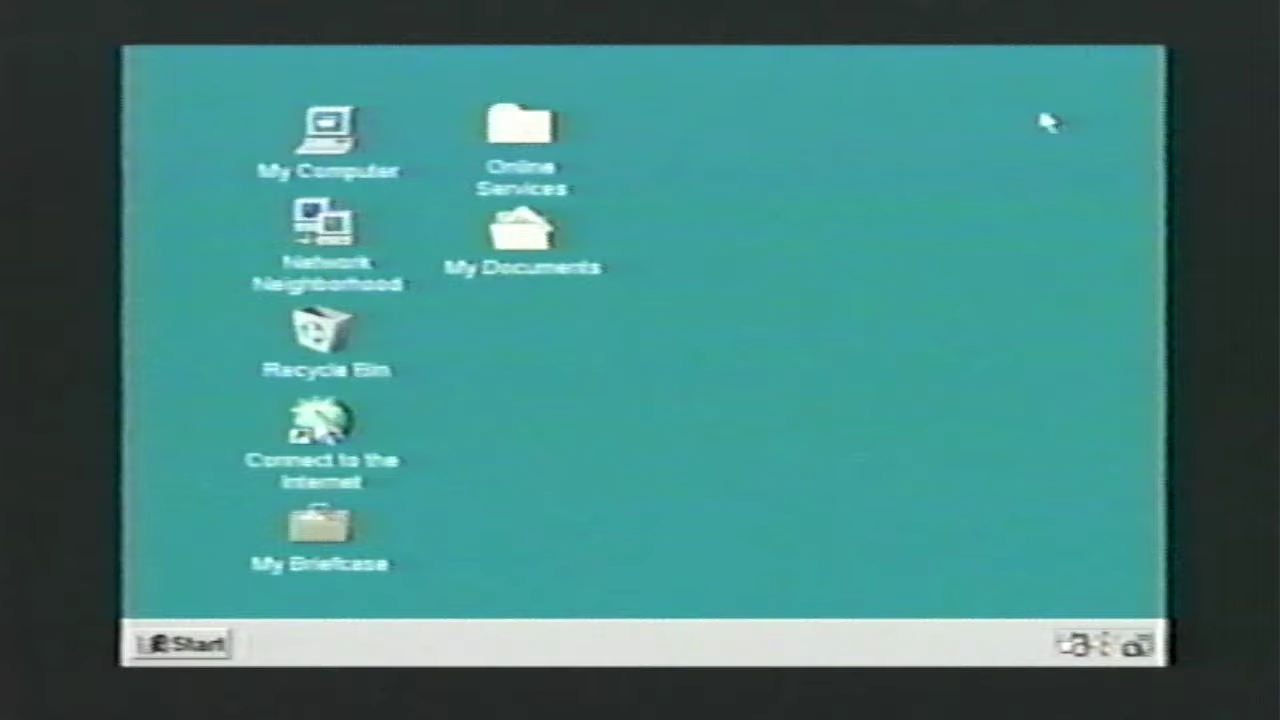 My Computer
Network
Neighborhood
Recycle Bin
Connect to the
Internet
My Briefcase
Online
Services
My Documents
Start